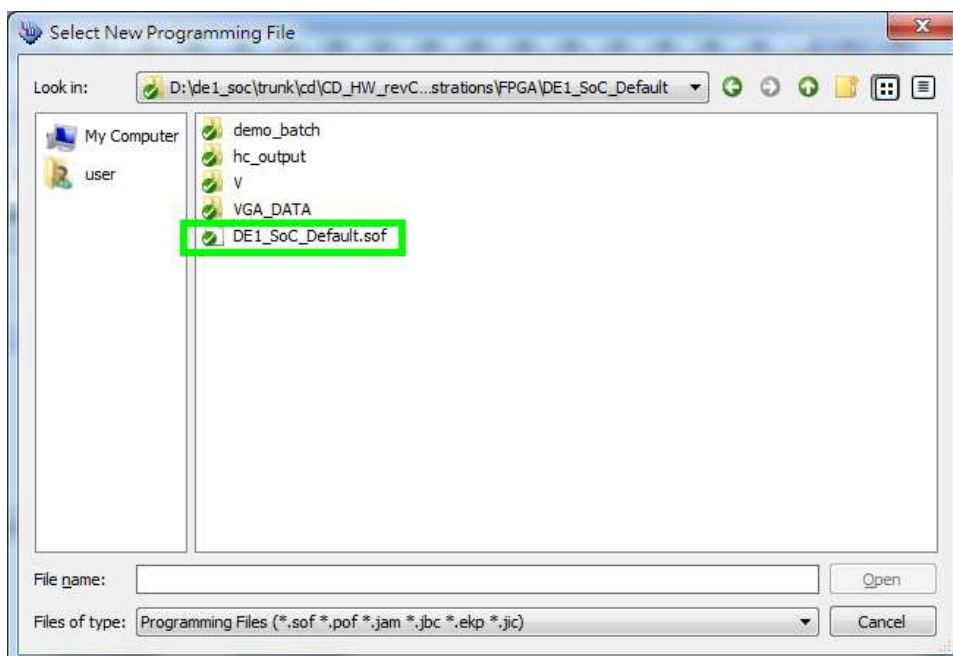 Select New Programming File
Look in: D:\de1_soc\trunk\cd\CD_HW_revC...strations\FPGA\DE1_SoC_Default
My Computer
user
demo_batch
hc_output
V
VGA_DATA
DE1_SoC_Default.sof
File name: Open
Files of type: Programming Files (*.sof *.pof *.jam *.jbc *.ekp *.jic) Cancel